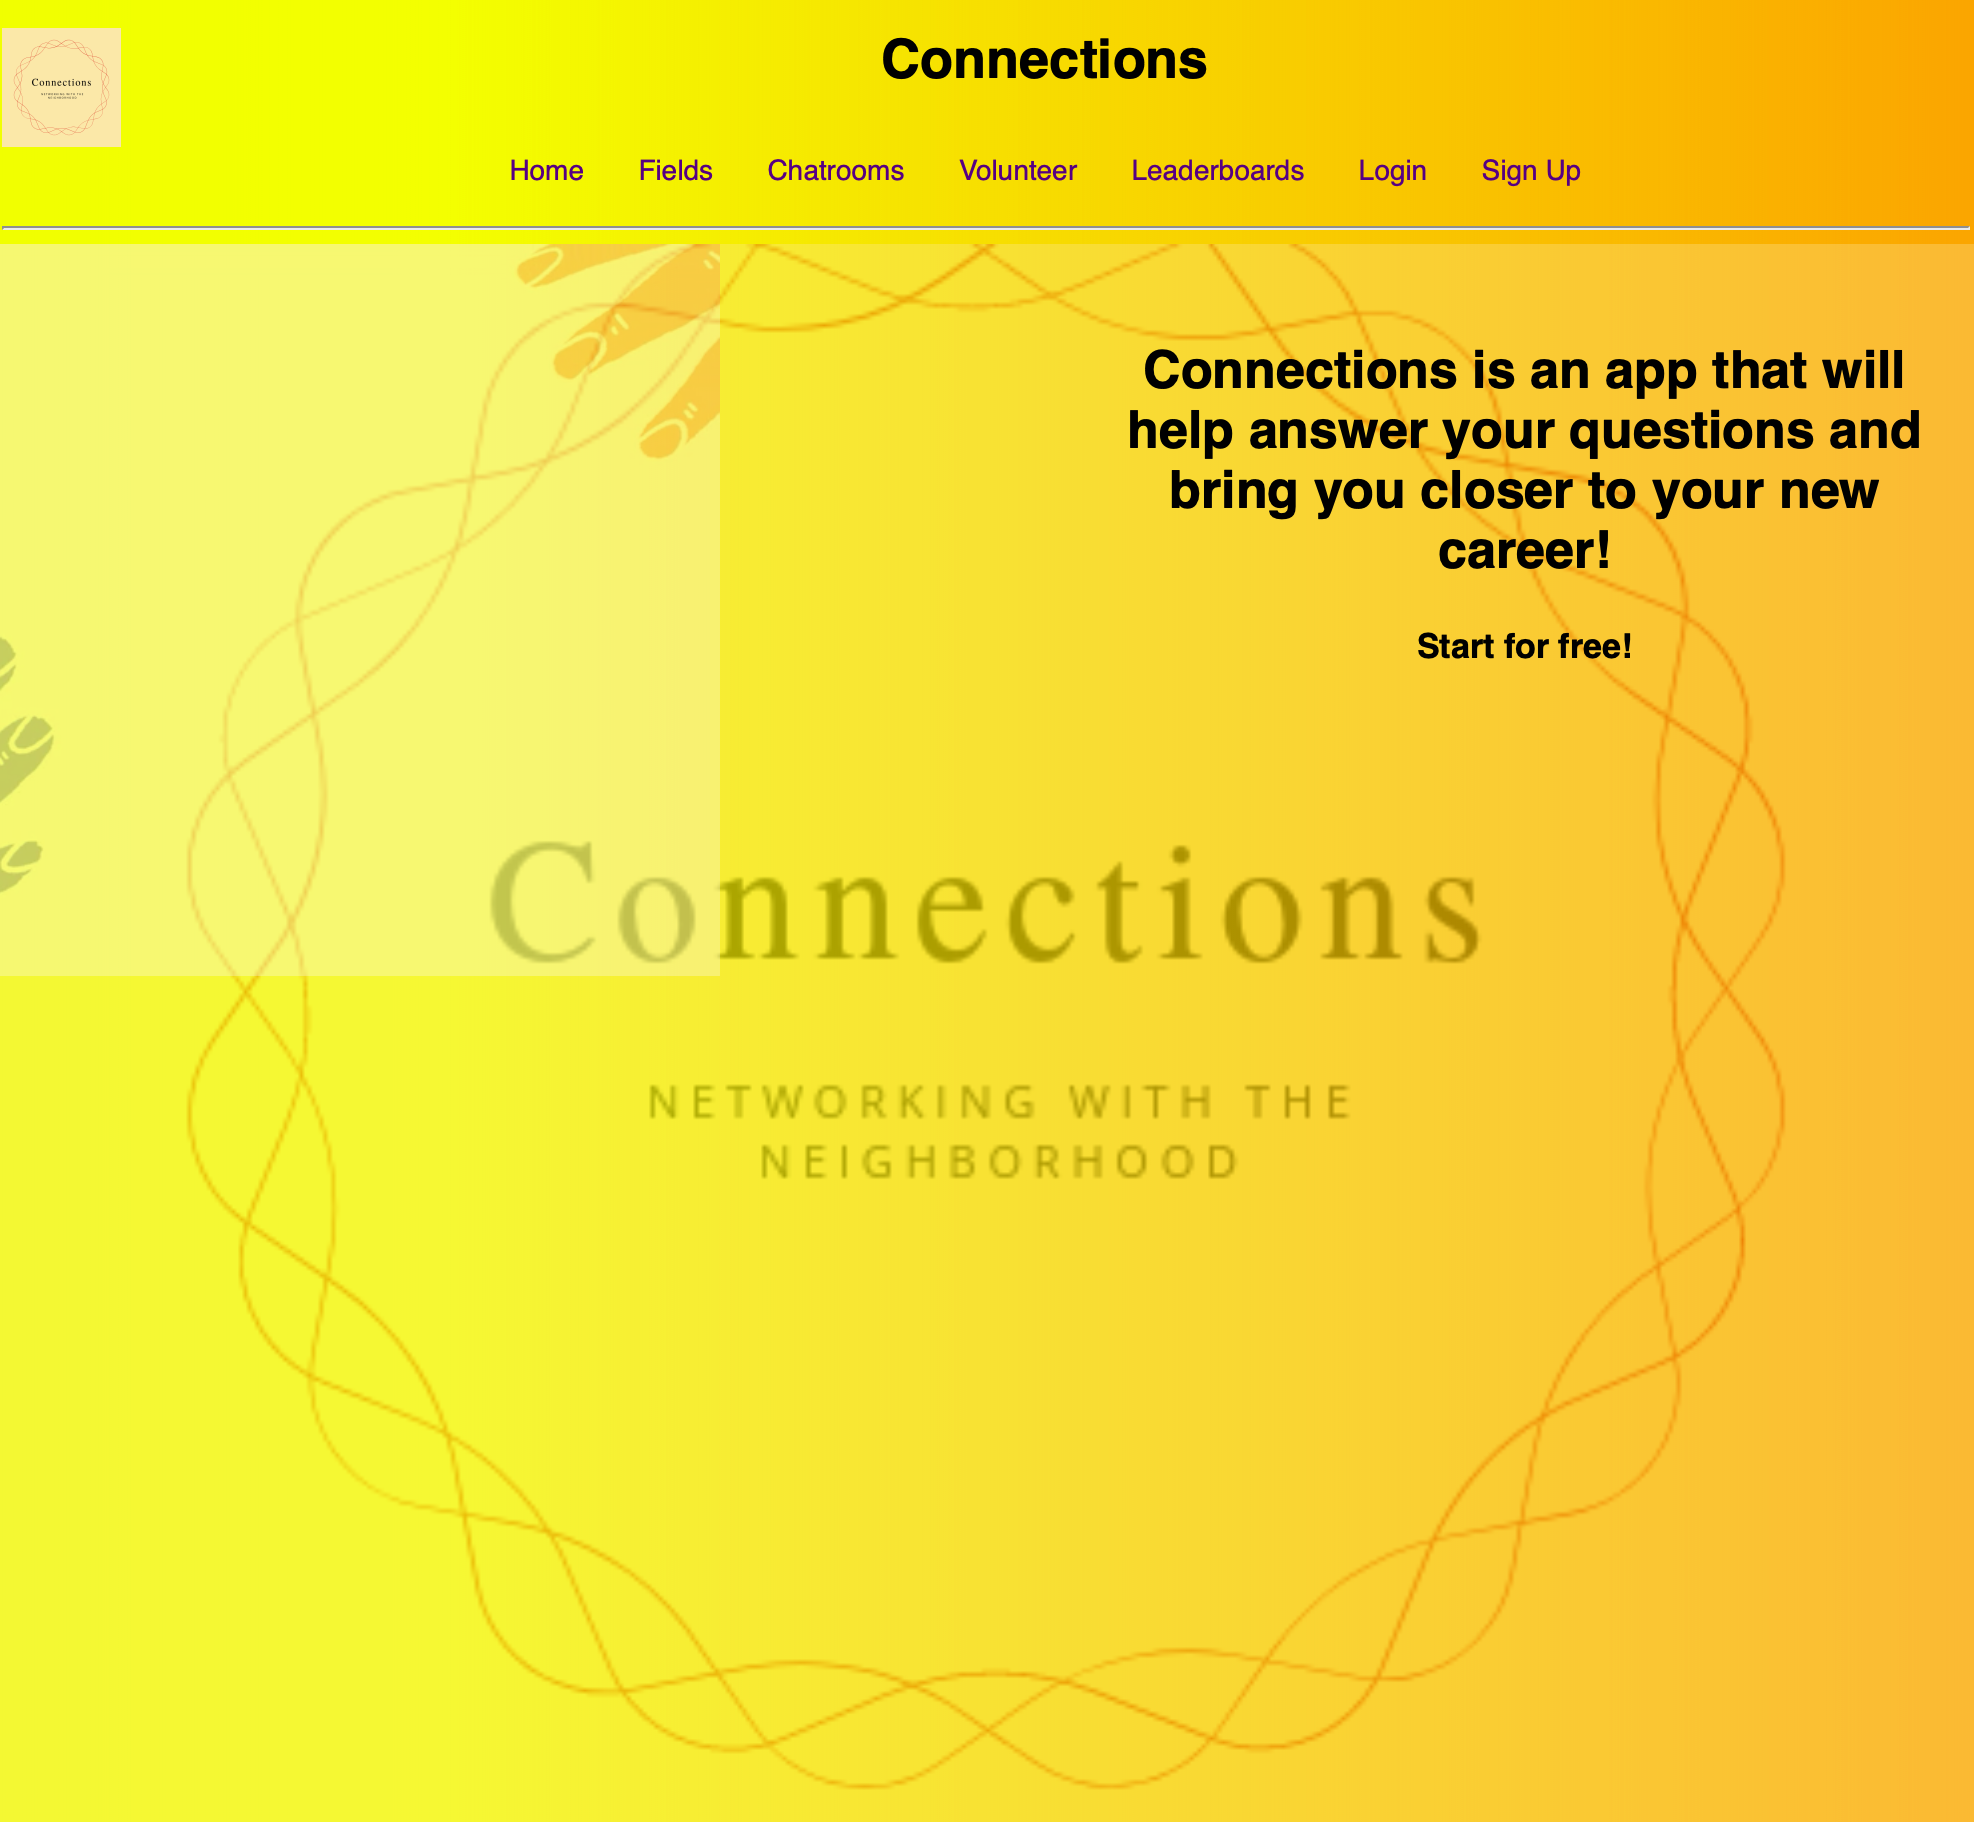 Connections
Connections
NETWORKING WITH THE
NEIGHBORHOOD
Home Fields Chatrooms Volunteer Leaderboards Login Sign Up
Connections is an app that will
help answer your questions and
bring you closer to your new
career!
Start for free!
Connections
NETWORKING WITH THE
NEIGHBORHOOD